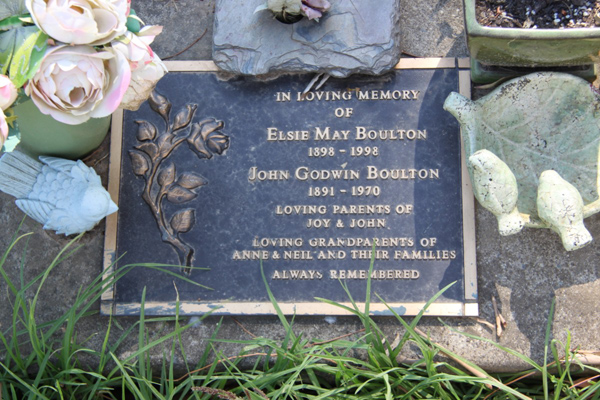 IN LOVING MEMORY
OF
ELSIE MAY BOULTON
1898 - 1998
JOHN GODWIN BOULTON
1891 - 1970
LOVING PARENTS OF
JOY & JOHN
LOVING GRANDPARENTS OF
ANNE & NEIL AND THEIR FAMILIES
ALWAYS REMEMBERED